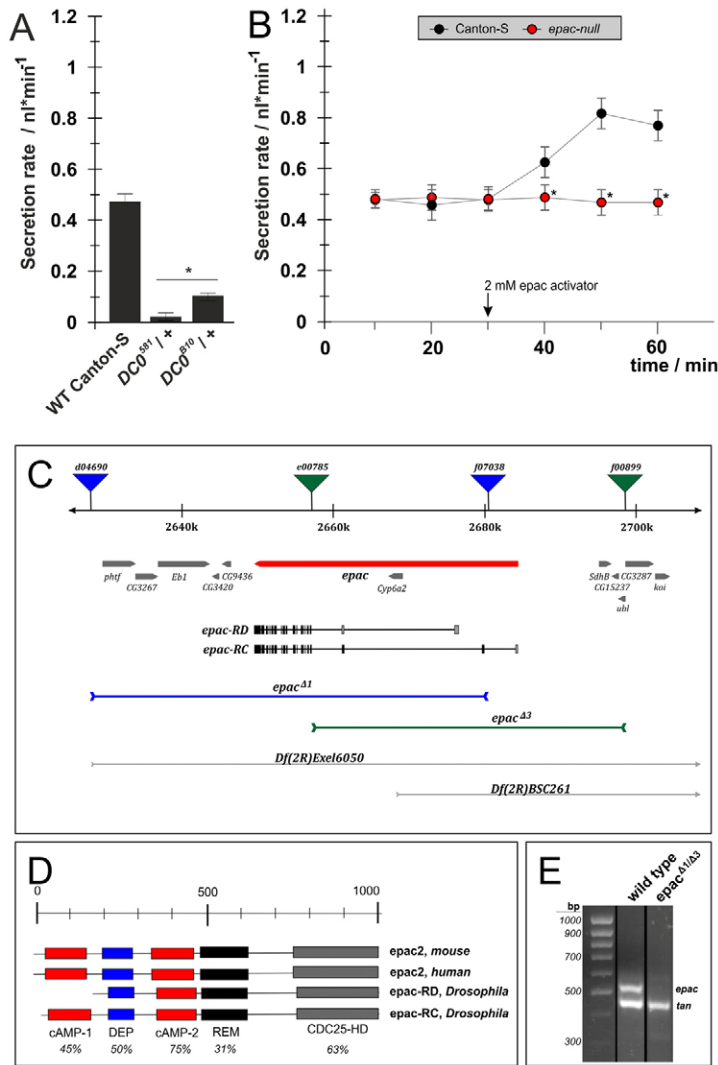 A
Secretion rate / nl*min-1
1.2
1
0.8
0.6
0.4
0.2
0
*
WT Canton-S
DC0581 / +
DC0B10 / +
B
Canton-S
epac-null
Secretion rate / nl*min-1
1.2
1
0.8
0.6
0.4
0.2
0
* * *
2 mM epac activator
0 20 40 60
time / min
C
d04690 e00785 f07038 f00899
2640k 2660k 2680k 2700k
phtf CG3267 Eb1 CG3420 CG9436 epac Cyp6a2 SdhB CG15237 ubl CG3287 koi
epac-RD
epac-RC
epacΔ1
epacΔ3
Df(2R)Exel6050
Df(2R)BSC261
D
0 500 1000
epac2, mouse
epac2, human
epac-RD, Drosophila
epac-RC, Drosophila
cAMP-1 DEP cAMP-2 REM CDC25-HD
45% 50% 75% 31% 63%
E
wild type
epacΔ1/Δ3
bp
1000
900
700
500
300
epac
tan